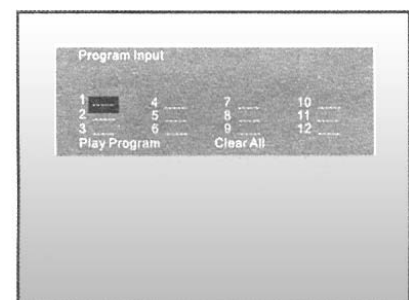 Program Input
1 ---- 4 ---- 7 ---- 10 ----
2 ---- 5 ---- 8 ---- 11 ----
3 ---- 6 ---- 9 ---- 12 ----
Play Program Clear All